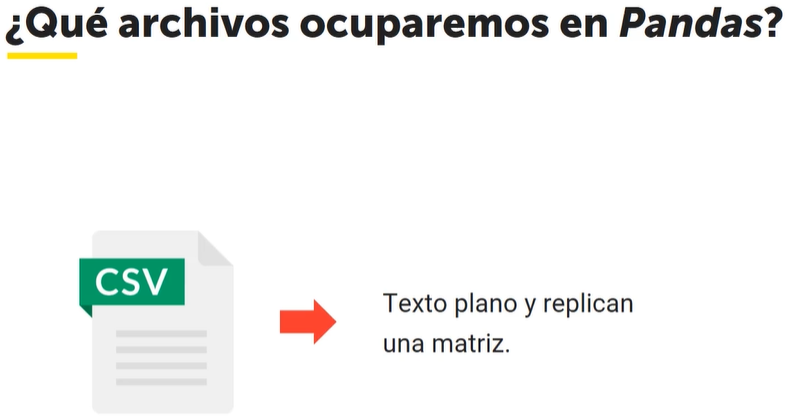 ¿Qué archivos ocuparemos en Pandas?
CSV
Texto plano y replican
una matriz.